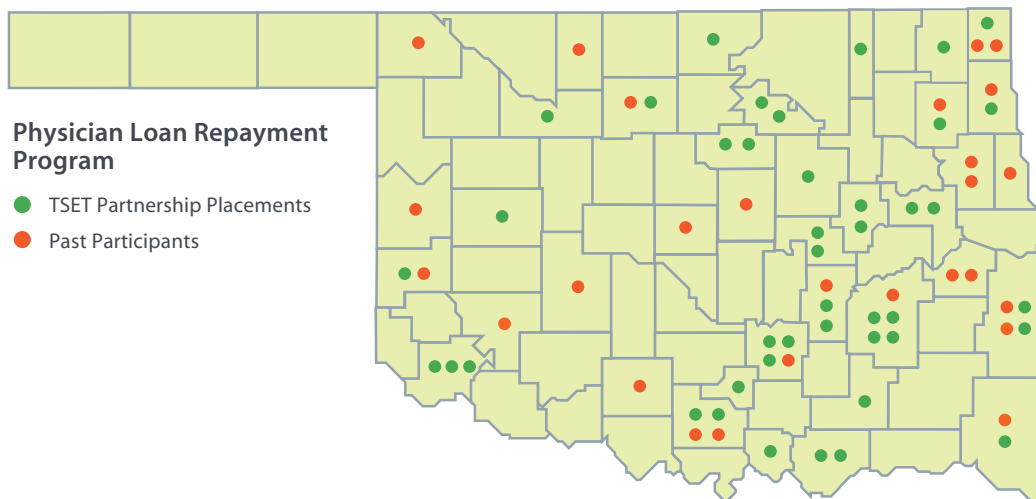 Physician Loan Repayment
Program
TSET Partnership Placements
Past Participants